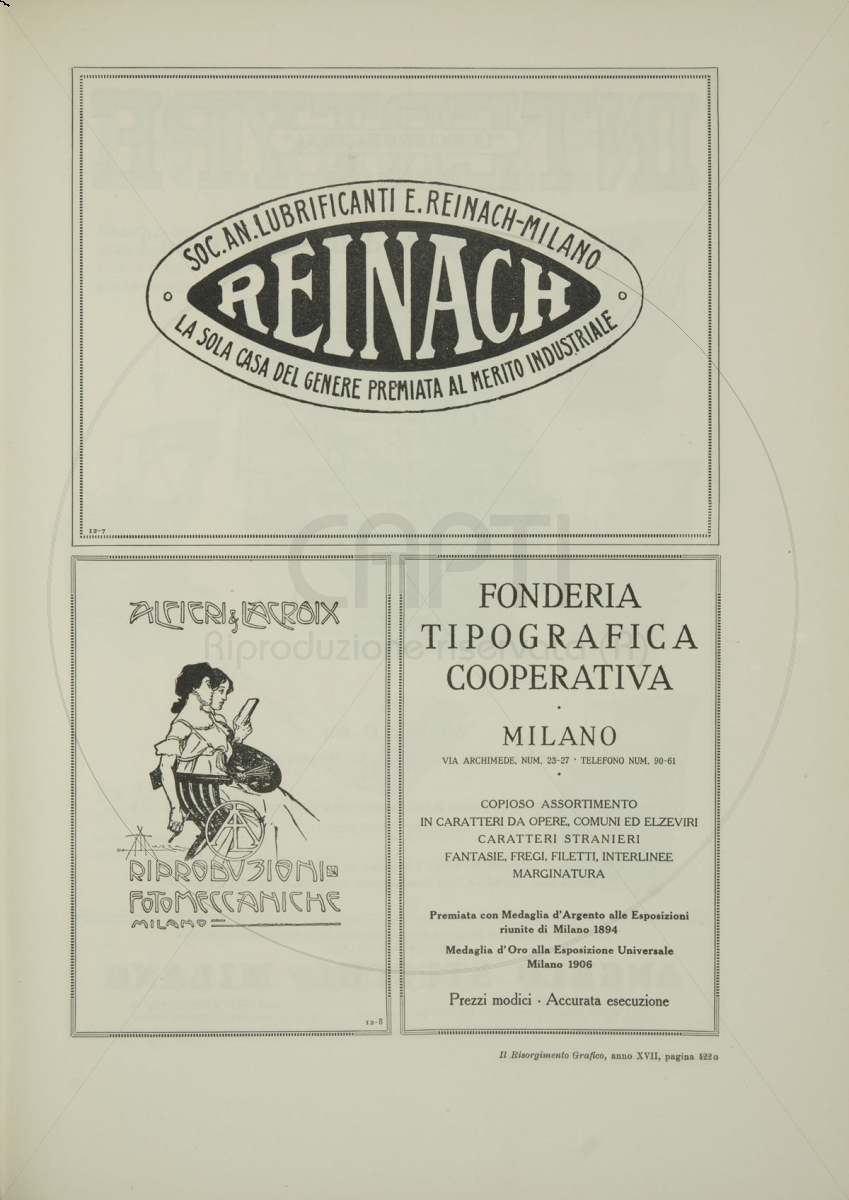 SOC.AN.LUBRIFICANTI E.REINACH-MILANO
REINACH
LA SOLA CASA DEL GENERE PREMIATA AL MERITO INDUSTRIALE
12-7
ALFIERI & LACROIX
RIPRODUZIONI
FOTOMECCANICHE
MILANO
12-8
FONDERIA
TIPOGRAFICA
COOPERATIVA
MILANO
VIA ARCHIMEDE, NUM. 23-27 · TELEFONO NUM. 90-61
COPIOSO ASSORTIMENTO
IN CARATTERI DA OPERE, COMUNI ED ELZEVIRI
CARATTERI STRANIERI
FANTASIE, FREGI, FILETTI, INTERLINEE
MARGINATURA
Premiata con Medaglia d'Argento alle Esposizioni
riunite di Milano 1894
Medaglia d'Oro alla Esposizione Universale
Milano 1906
Prezzi modici · Accurata esecuzione
Il Risorgimento Grafico, anno XVII, pagina 422a
CAPTI
Riproduzione riservata (R)